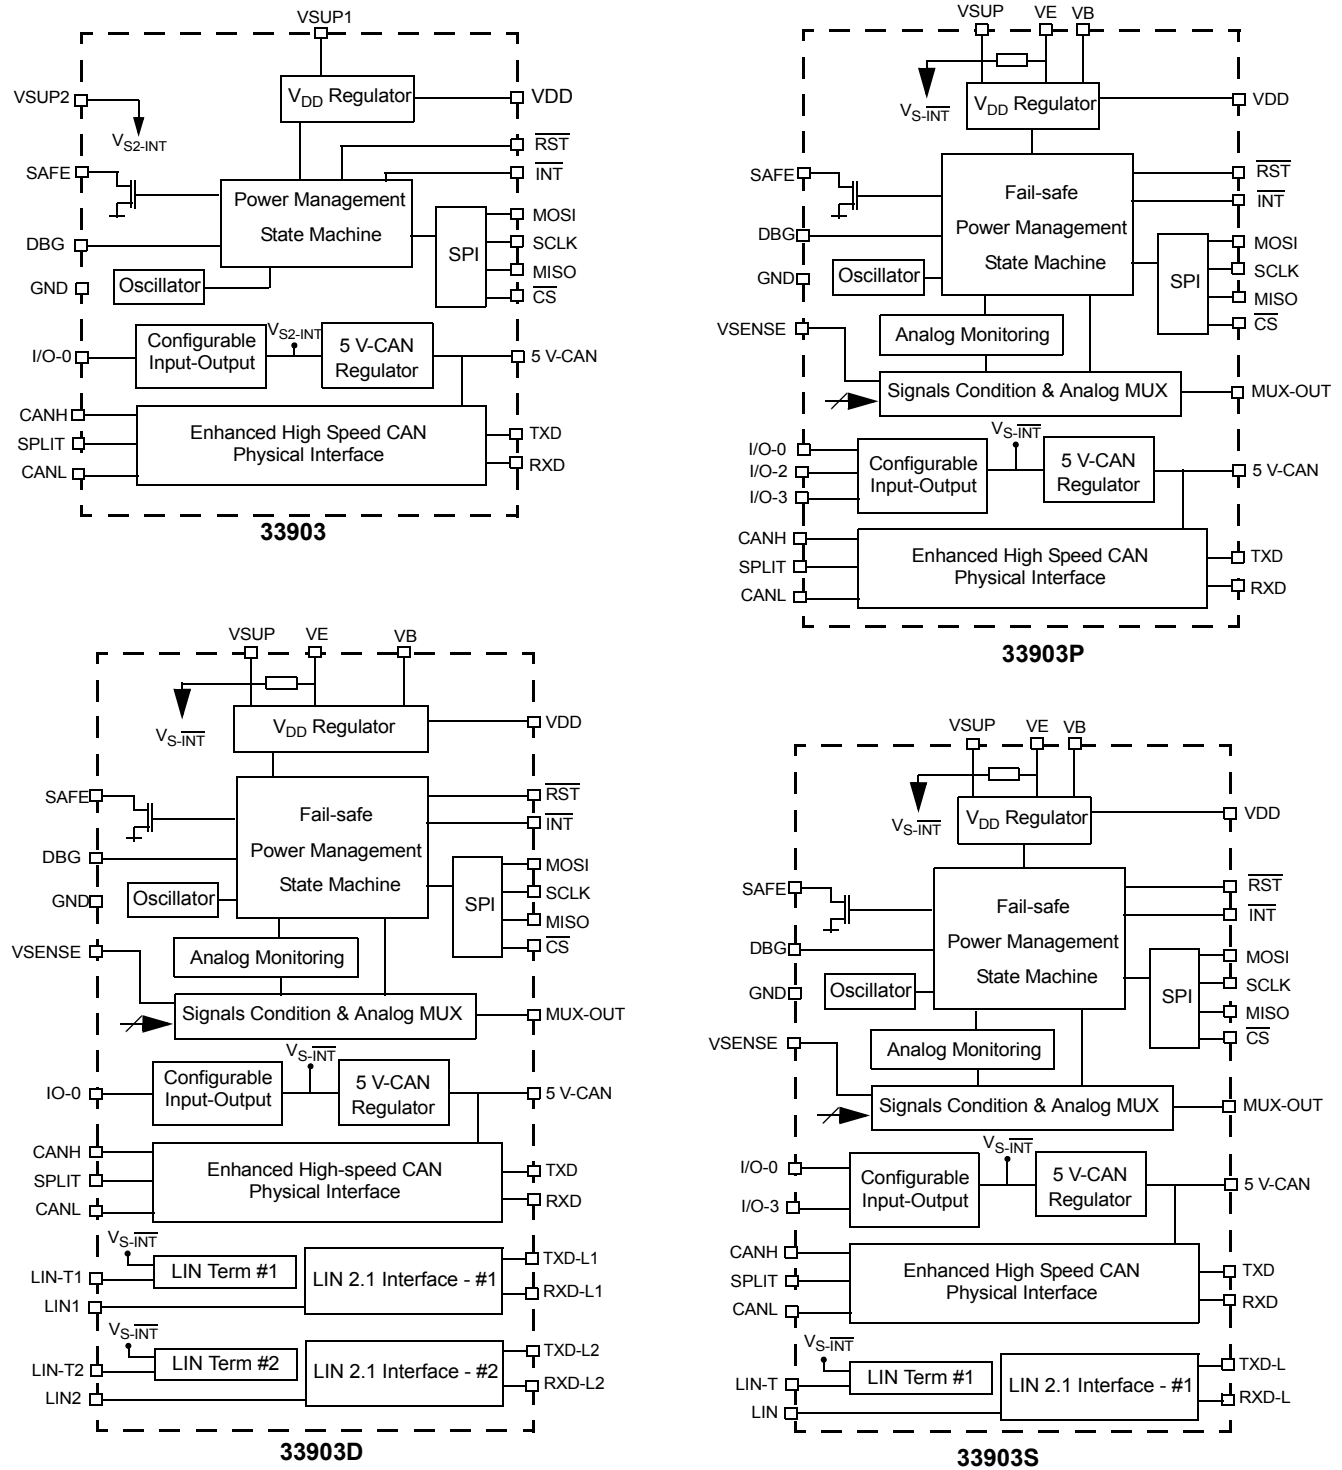 VSUP1
VSUP2
VS2-INT
VDD Regulator
VDD
RST
INT
SAFE
Power Management
State Machine
MOSI
SCLK
MISO
CS
SPI
DBG
GND
Oscillator
VS2-INT
I/O-0
Configurable
Input-Output
5 V-CAN
Regulator
5 V-CAN
CANH
SPLIT
CANL
Enhanced High Speed CAN
Physical Interface
TXD
RXD
33903
VSUP
VE
VB
VS-INT
VDD Regulator
VDD
SAFE
Fail-safe
Power Management
State Machine
RST
INT
DBG
GND
Oscillator
SPI
MOSI
SCLK
MISO
CS
VSENSE
Analog Monitoring
Signals Condition & Analog MUX
MUX-OUT
VS-INT
I/O-0
I/O-2
I/O-3
Configurable
Input-Output
5 V-CAN
Regulator
5 V-CAN
CANH
SPLIT
CANL
Enhanced High Speed CAN
Physical Interface
TXD
RXD
33903P
VSUP
VE
VB
VS-INT
VDD Regulator
VDD
SAFE
Fail-safe
Power Management
State Machine
RST
INT
DBG
GND
Oscillator
SPI
MOSI
SCLK
MISO
CS
VSENSE
Analog Monitoring
Signals Condition & Analog MUX
MUX-OUT
VS-INT
IO-0
Configurable
Input-Output
5 V-CAN
Regulator
5 V-CAN
CANH
SPLIT
CANL
Enhanced High-speed CAN
Physical Interface
TXD
RXD
VS-INT
LIN-T1
LIN Term #1
LIN1
LIN 2.1 Interface - #1
TXD-L1
RXD-L1
VS-INT
LIN-T2
LIN Term #2
LIN2
LIN 2.1 Interface - #2
TXD-L2
RXD-L2
33903D
VSUP
VE
VB
VS-INT
VDD Regulator
VDD
SAFE
Fail-safe
Power Management
State Machine
RST
INT
DBG
GND
Oscillator
SPI
MOSI
SCLK
MISO
CS
VSENSE
Analog Monitoring
Signals Condition & Analog MUX
MUX-OUT
VS-INT
I/O-0
I/O-3
Configurable
Input-Output
5 V-CAN
Regulator
5 V-CAN
CANH
SPLIT
CANL
Enhanced High Speed CAN
Physical Interface
TXD
RXD
VS-INT
LIN-T
LIN Term #1
LIN
LIN 2.1 Interface - #1
TXD-L
RXD-L
33903S